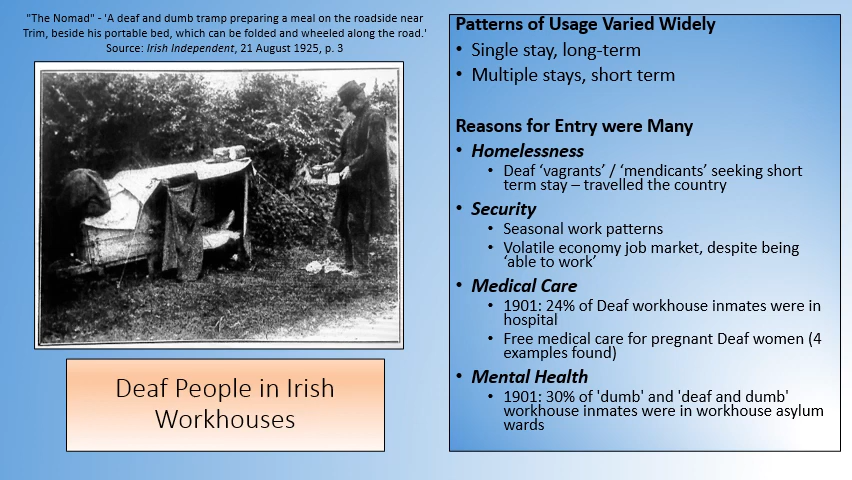 "The Nomad" - 'A deaf and dumb tramp preparing a meal on the roadside near
Trim, beside his portable bed, which can be folded and wheeled along the road.'
Source: Irish Independent, 21 August 1925, p. 3
Deaf People in Irish
Workhouses
Patterns of Usage Varied Widely
• Single stay, long-term
• Multiple stays, short term
Reasons for Entry were Many
• Homelessness
• Deaf ‘vagrants’ / ‘mendicants’ seeking short
term stay – travelled the country
• Security
• Seasonal work patterns
• Volatile economy job market, despite being
‘able to work’
• Medical Care
• 1901: 24% of Deaf workhouse inmates were in
hospital
• Free medical care for pregnant Deaf women (4
examples found)
• Mental Health
• 1901: 30% of 'dumb' and 'deaf and dumb'
workhouse inmates were in workhouse asylum
wards